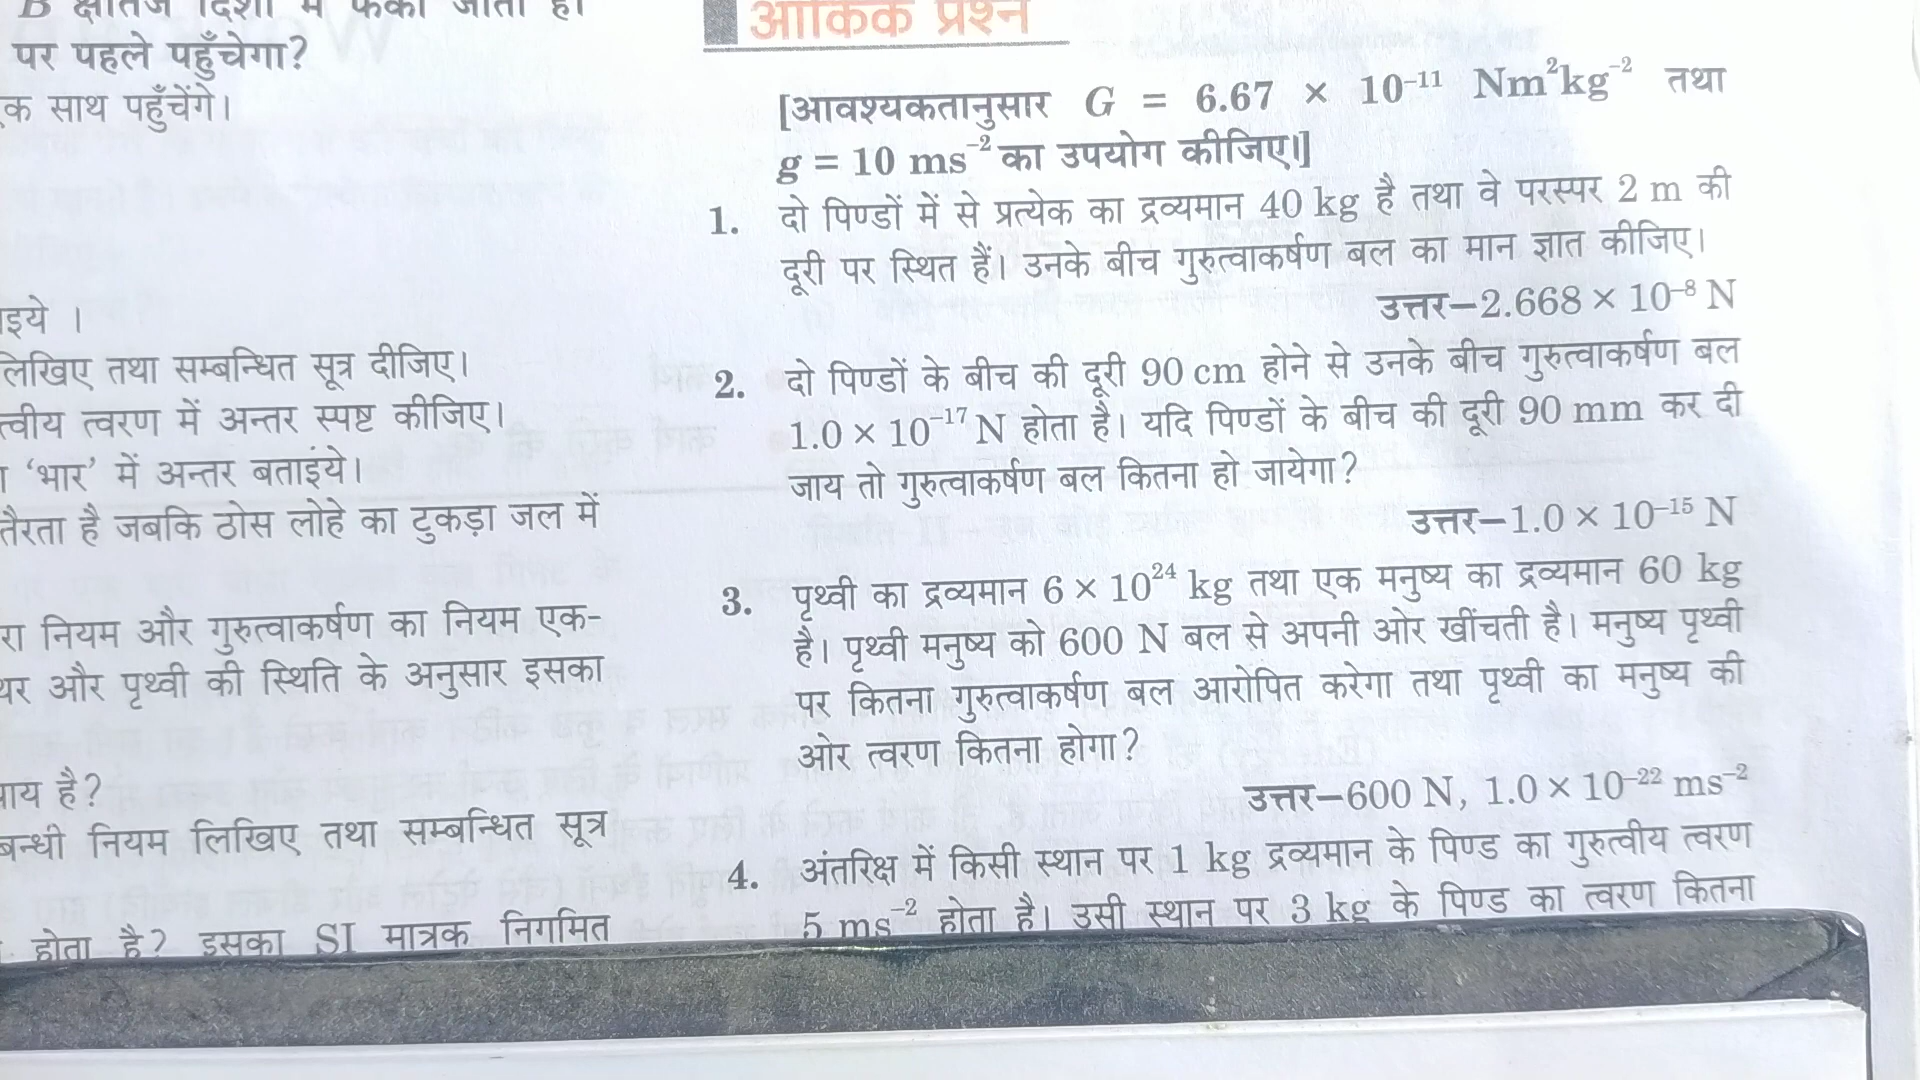 B क्षैतिज दिशा में फेंका जाता है।
पर पहले पहुँचेगा?
क साथ पहुँचेंगे।
इये ।
लिखिए तथा सम्बन्धित सूत्र दीजिए।
त्वीय त्वरण में अन्तर स्पष्ट कीजिए।
'भार' में अन्तर बताइंये।
तैरता है जबकि ठोस लोहे का टुकड़ा जल में
रा नियम और गुरुत्वाकर्षण का नियम एक-
और पृथ्वी की स्थिति के अनुसार इसका
है?
बन्धी नियम लिखिए तथा सम्बन्धित सूत्र
होता है? इसका SI मात्रक निगमित
आंकिक प्रश्न
[आवश्यकतानुसार G = 6.67 × 10⁻¹¹ Nm²kg⁻² तथा
g = 10 ms⁻² का उपयोग कीजिए।]
1. दो पिण्डों में से प्रत्येक का द्रव्यमान 40 kg है तथा वे परस्पर 2 m की
दूरी पर स्थित हैं। उनके बीच गुरुत्वाकर्षण बल का मान ज्ञात कीजिए।
उत्तर–2.668 × 10⁻⁸ N
2. दो पिण्डों के बीच की दूरी 90 cm होने से उनके बीच गुरुत्वाकर्षण बल
1.0 × 10⁻¹⁷ N होता है। यदि पिण्डों के बीच की दूरी 90 mm कर दी
जाय तो गुरुत्वाकर्षण बल कितना हो जायेगा?
उत्तर–1.0 × 10⁻¹⁵ N
3. पृथ्वी का द्रव्यमान 6 × 10²⁴ kg तथा एक मनुष्य का द्रव्यमान 60 kg
है। पृथ्वी मनुष्य को 600 N बल से अपनी ओर खींचती है। मनुष्य पृथ्वी
पर कितना गुरुत्वाकर्षण बल आरोपित करेगा तथा पृथ्वी का मनुष्य की
ओर त्वरण कितना होगा?
उत्तर–600 N, 1.0 × 10⁻²² ms⁻²
4. अंतरिक्ष में किसी स्थान पर 1 kg द्रव्यमान के पिण्ड का गुरुत्वीय त्वरण
5 ms⁻² होता है। उसी स्थान पर 3 kg के पिण्ड का त्वरण कितना